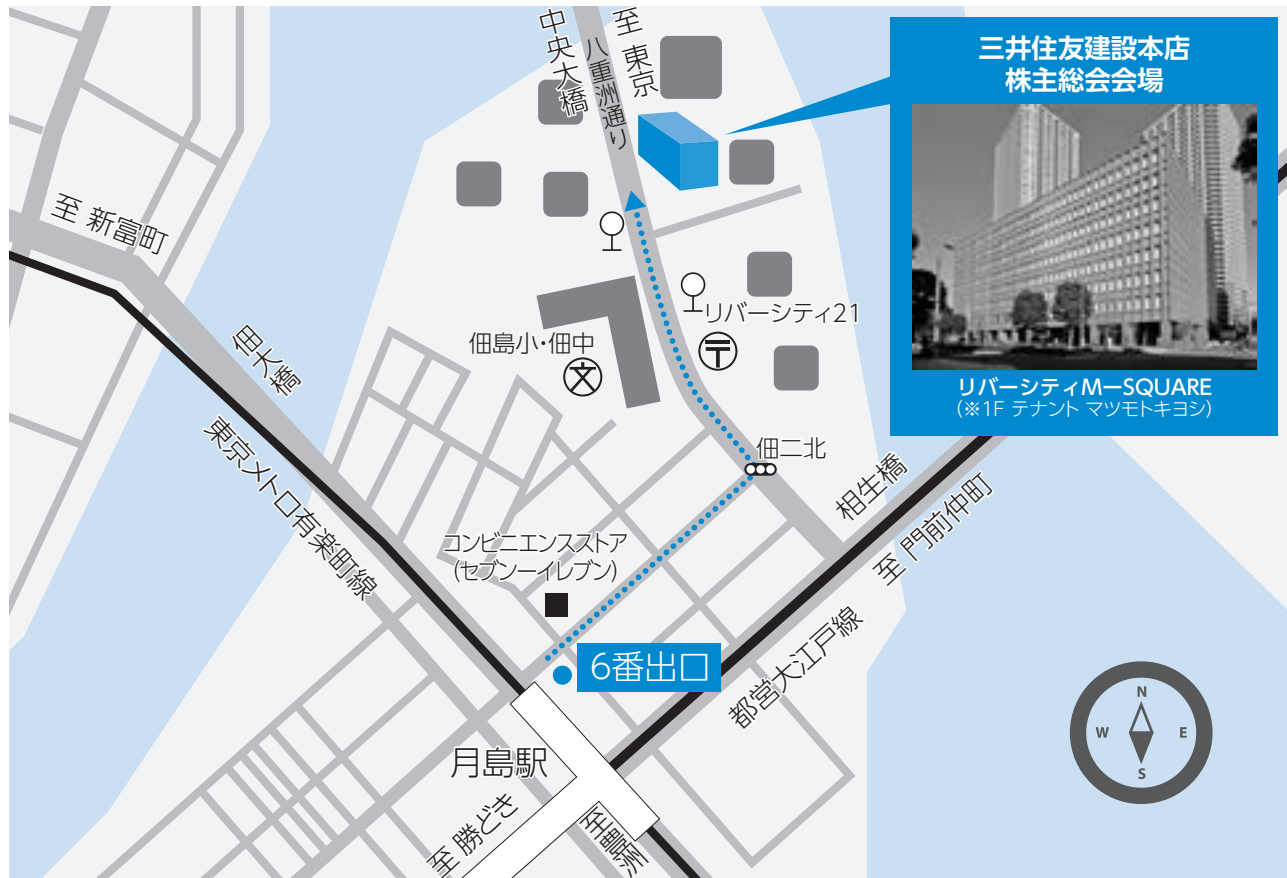 中央大橋
至 東京
八重洲通り
三井住友建設本店
株主総会会場
リバーシティM−SQUARE
(※1F テナント マツモトキヨシ)
至 新富町
佃大橋
東京メトロ有楽町線
佃島小・佃中
文
リバーシティ21
〒
佃二北
相生橋
至 門前仲町
コンビニエンスストア
(セブン−イレブン)
6番出口
都営大江戸線
月島駅
至 勝どき
至 豊洲
N
W
E
S